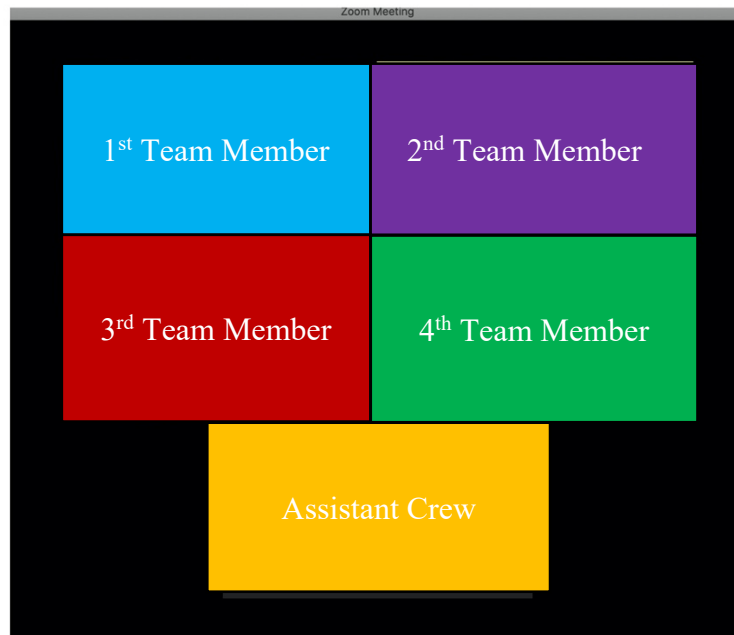 Zoom Meeting
1st Team Member
2nd Team Member
3rd Team Member
4th Team Member
Assistant Crew